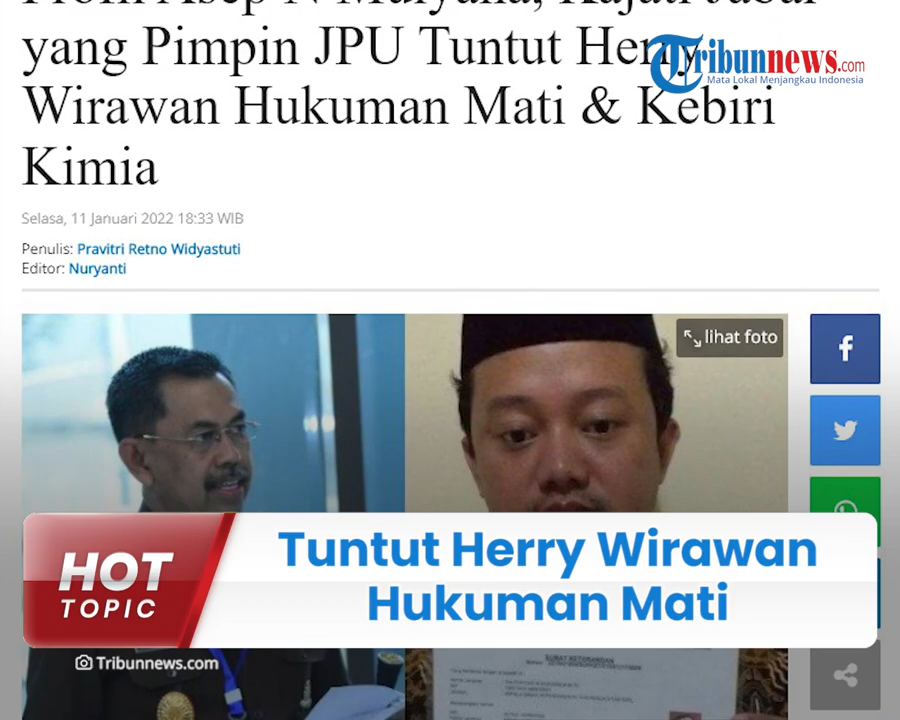 yang Pimpin JPU Tuntut Herry
Tribunnews.com
Mata Lokal Menjangkau Indonesia
Wirawan Hukuman Mati & Kebiri
Kimia
Selasa, 11 Januari 2022 18:33 WIB
Penulis: Pravitri Retno Widyastuti
Editor: Nuryanti
lihat foto
HOT
TOPIC
Tuntut Herry Wirawan
Hukuman Mati
Tribunnews.com
SURAT KETERANGAN